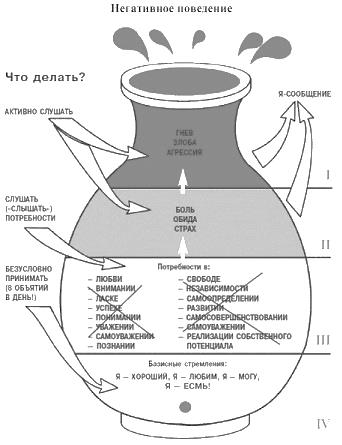 Негативное поведение
Что делать?
Я-СООБЩЕНИЕ
АКТИВНО СЛУШАТЬ
ГНЕВ
ЗЛОБА
АГРЕССИЯ
I
СЛУШАТЬ
(«СЛЫШАТЬ»)
ПОТРЕБНОСТИ
БОЛЬ
ОБИДА
СТРАХ
II
БЕЗУСЛОВНО
ПРИНИМАТЬ
(8 ОБЪЯТИЙ
В ДЕНЬ!)
Потребности в:
– ЛЮБВИ
– ВНИМАНИИ
– ЛАСКЕ
– УСПЕХЕ
– ПОНИМАНИИ
– УВАЖЕНИИ
– САМОУВАЖЕНИИ
– ПОЗНАНИИ
– СВОБОДЕ
– НЕЗАВИСИМОСТИ
– САМООПРЕДЕЛЕНИИ
– РАЗВИТИИ
– САМОСОВЕРШЕНСТВОВАНИИ
– САМОУВАЖЕНИИ
– РЕАЛИЗАЦИИ СОБСТВЕННОГО
ПОТЕНЦИАЛА
III
Базисные стремления:
Я – ХОРОШИЙ, Я – ЛЮБИМ, Я – МОГУ,
Я – ЕСМЬ!
IV